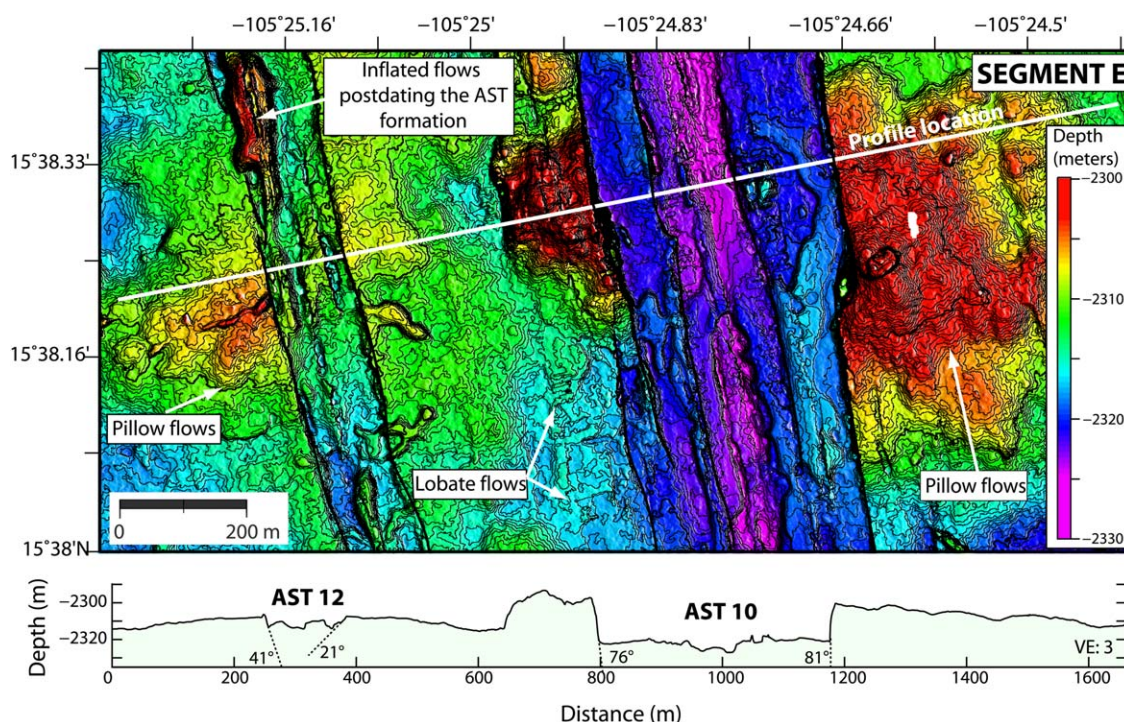 −105°25.16'
−105°25'
−105°24.83'
−105°24.66'
−105°24.5'
Inflated flows
postdating the AST
formation
SEGMENT E
Profile location
Depth
(meters)
−2300
15°38.33'
−2310
15°38.16'
−2320
Pillow flows
Lobate flows
Pillow flows
0
200 m
−2330
15°38'N
Depth (m)
−2300
−2320
AST 12
AST 10
41°
21°
76°
81°
VE: 3
0
200
400
600
800
1000
1200
1400
1600
Distance (m)